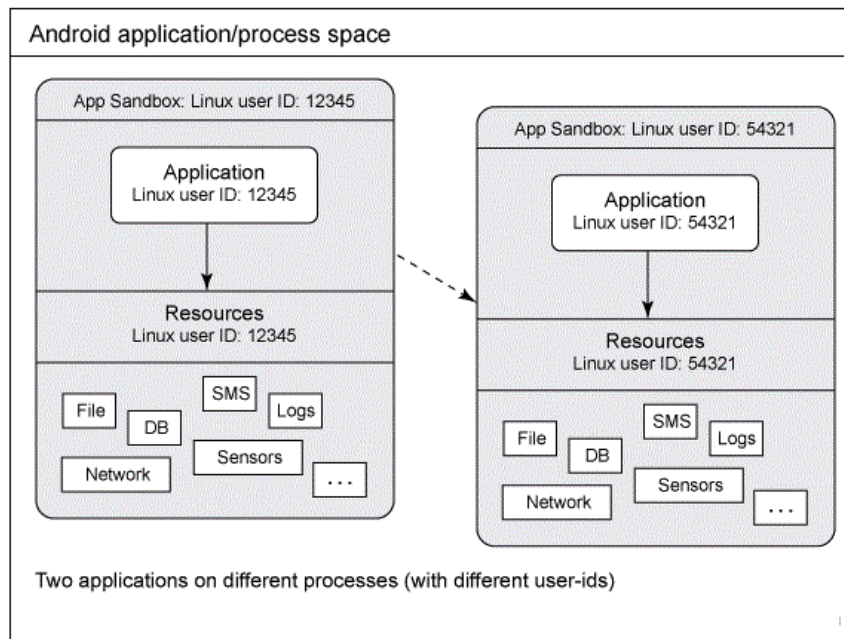 Android application/process space
App Sandbox: Linux user ID: 12345
Application
Linux user ID: 12345
Resources
Linux user ID: 12345
File
DB
SMS
Logs
Network
Sensors
...
App Sandbox: Linux user ID: 54321
Application
Linux user ID: 54321
Resources
Linux user ID: 54321
File
DB
SMS
Logs
Network
Sensors
...
Two applications on different processes (with different user-ids)